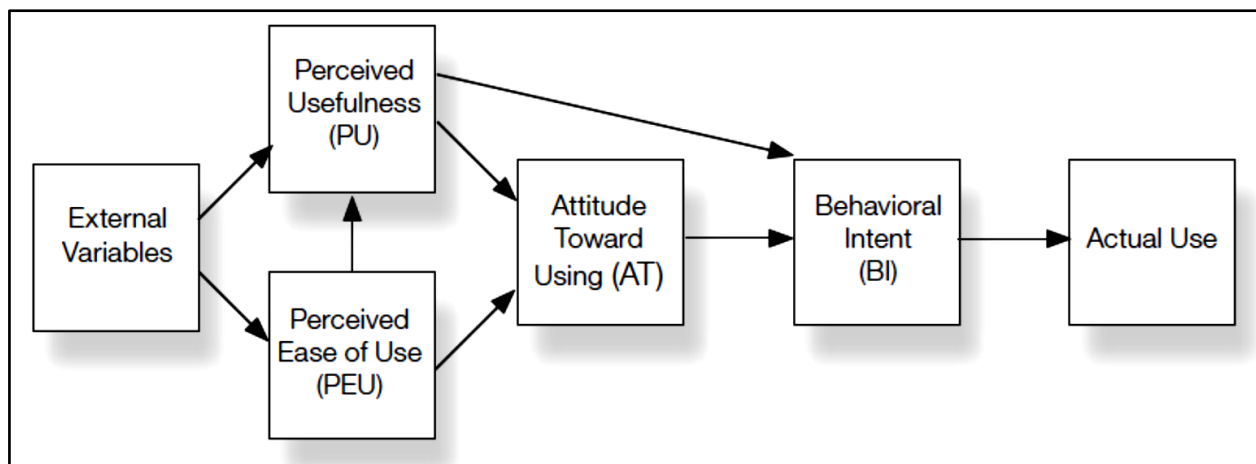 External
Variables
Perceived
Usefulness
(PU)
Perceived
Ease of Use
(PEU)
Attitude
Toward
Using (AT)
Behavioral
Intent
(BI)
Actual Use